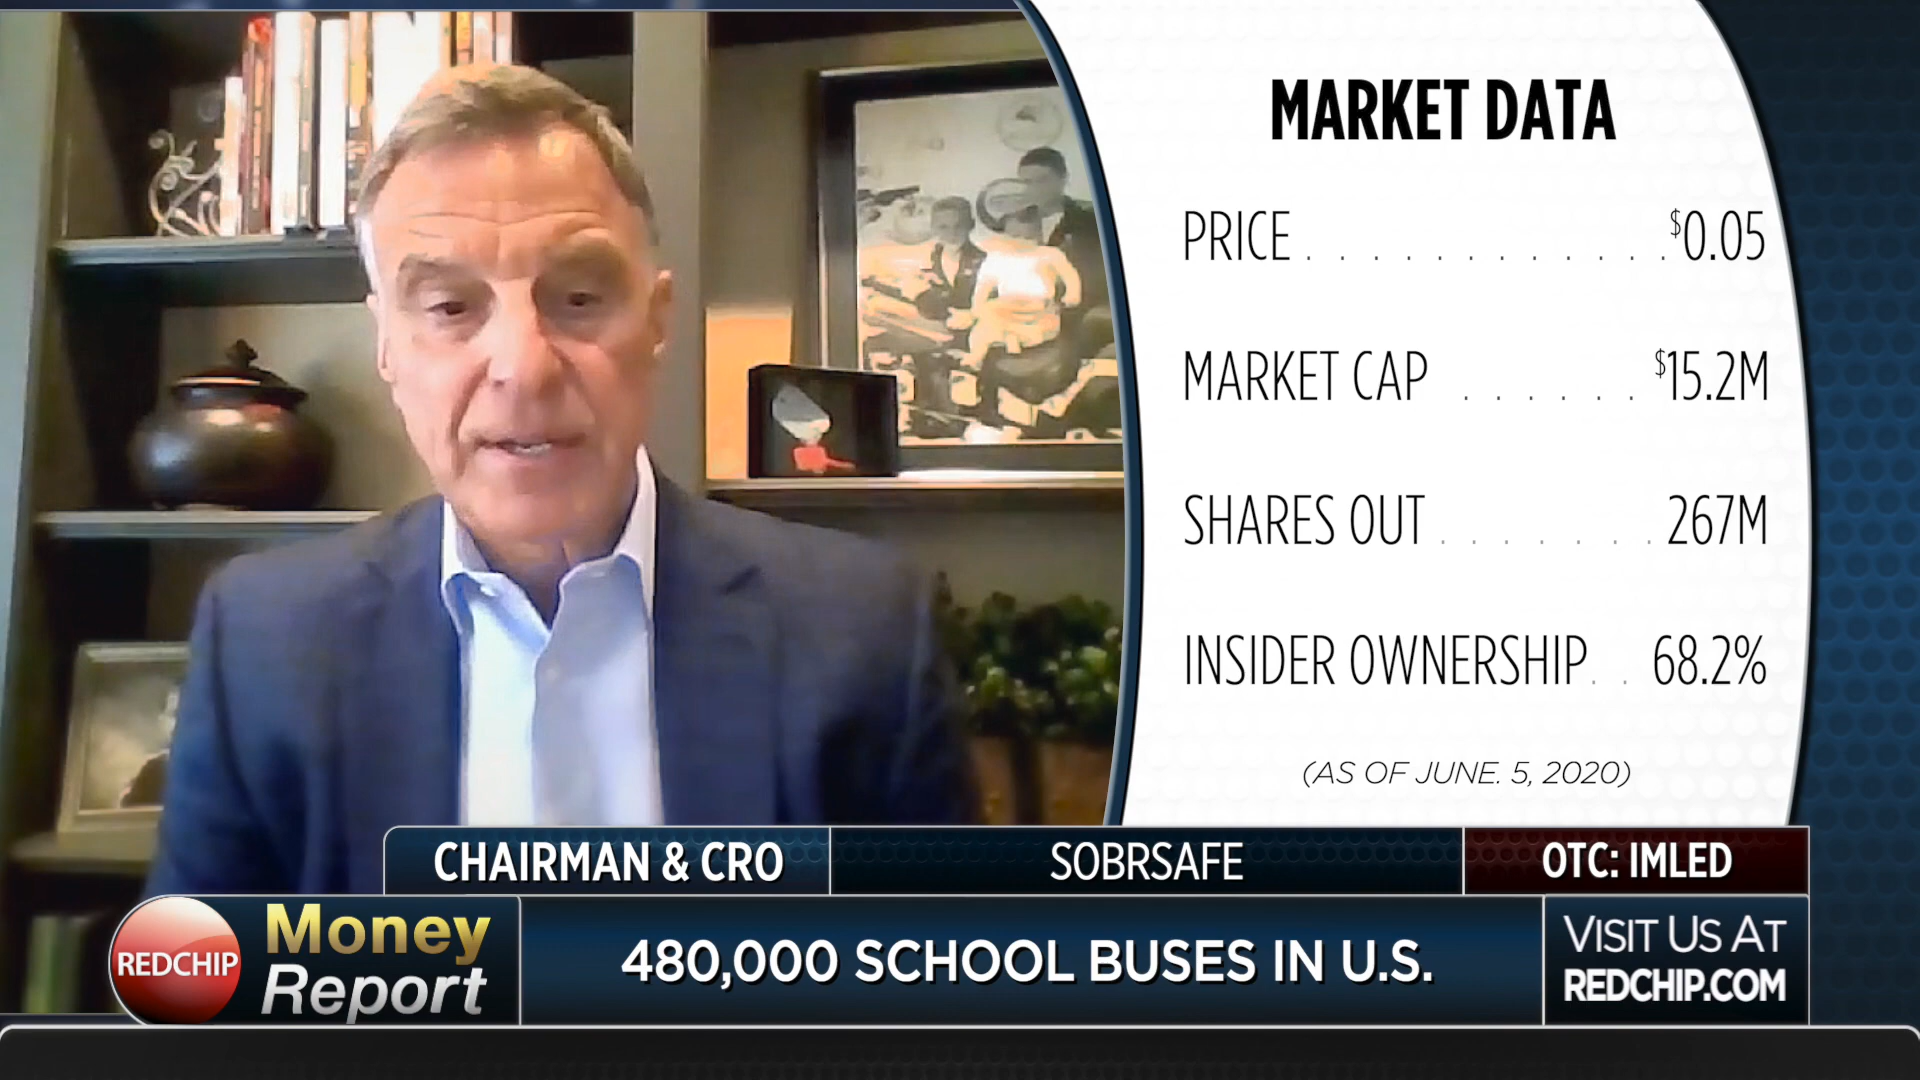 MARKET DATA
PRICE . . . . . . . . . . . . $0.05
MARKET CAP . . . . . . $15.2M
SHARES OUT . . . . . . . 267M
INSIDER OWNERSHIP . . 68.2%
(AS OF JUNE. 5, 2020)
CHAIRMAN & CRO
SOBRSAFE
OTC: IMLED
REDCHIP
Money
Report
480,000 SCHOOL BUSES IN U.S.
VISIT US AT
REDCHIP.COM